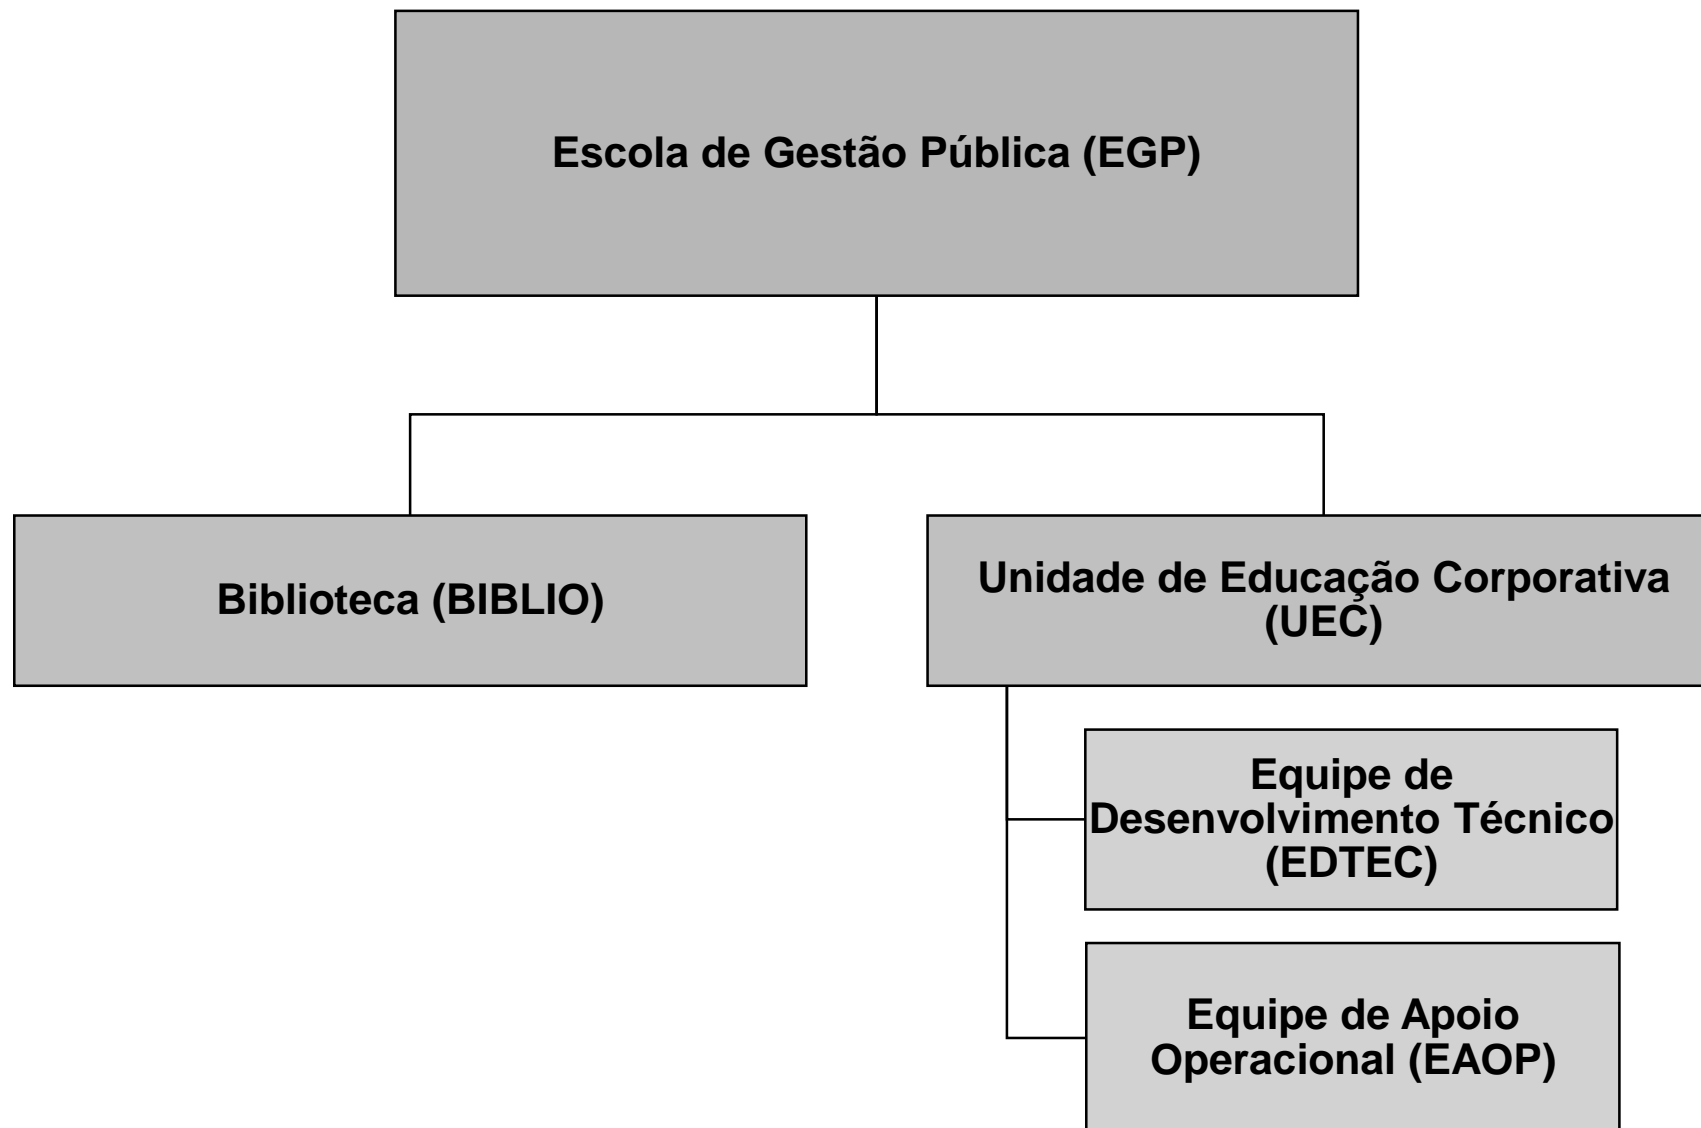 Escola de Gestão Pública (EGP)
Biblioteca (BIBLIO)
Unidade de Educação Corporativa
(UEC)
Equipe de
Desenvolvimento Técnico
(EDTEC)
Equipe de Apoio
Operacional (EAOP)